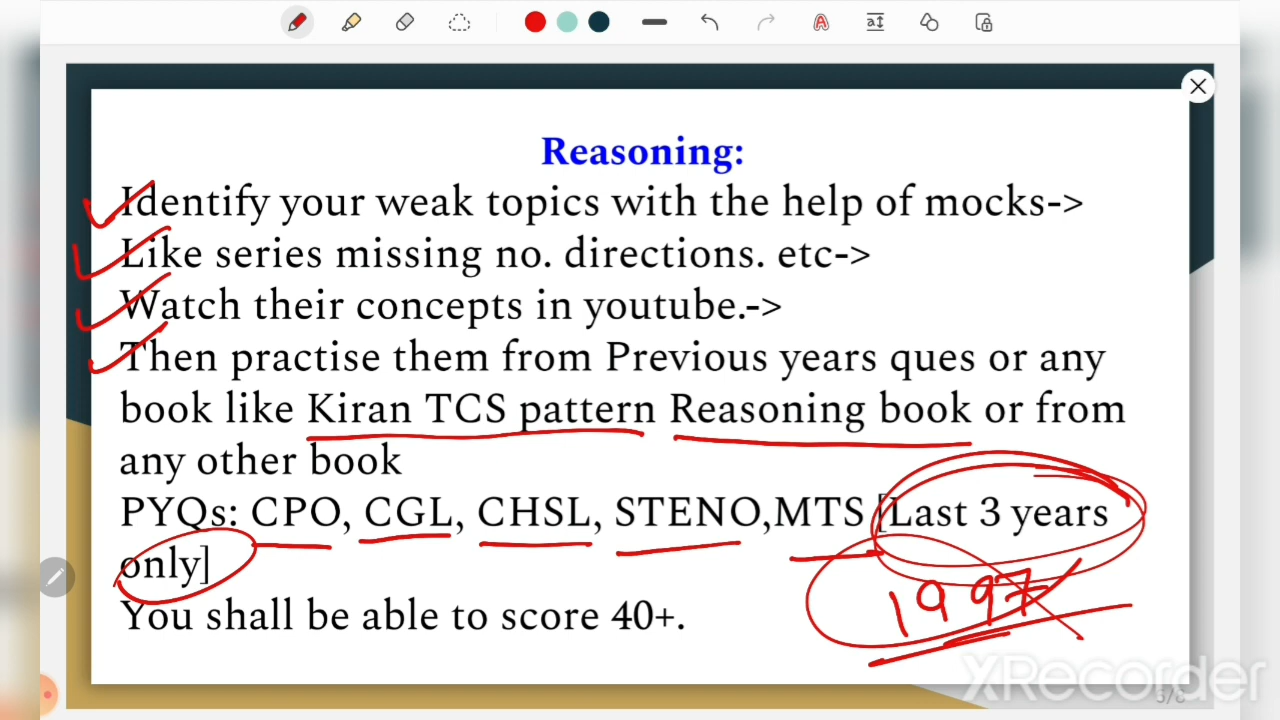 Reasoning:
Identify your weak topics with the help of mocks->
Like series missing no. directions. etc->
Watch their concepts in youtube.->
Then practise them from Previous years ques or any
book like Kiran TCS pattern Reasoning book or from
any other book
PYQs: CPO, CGL, CHSL, STENO,MTS [Last 3 years
only]
1997
You shall be able to score 40+.
XRecorder
5/8